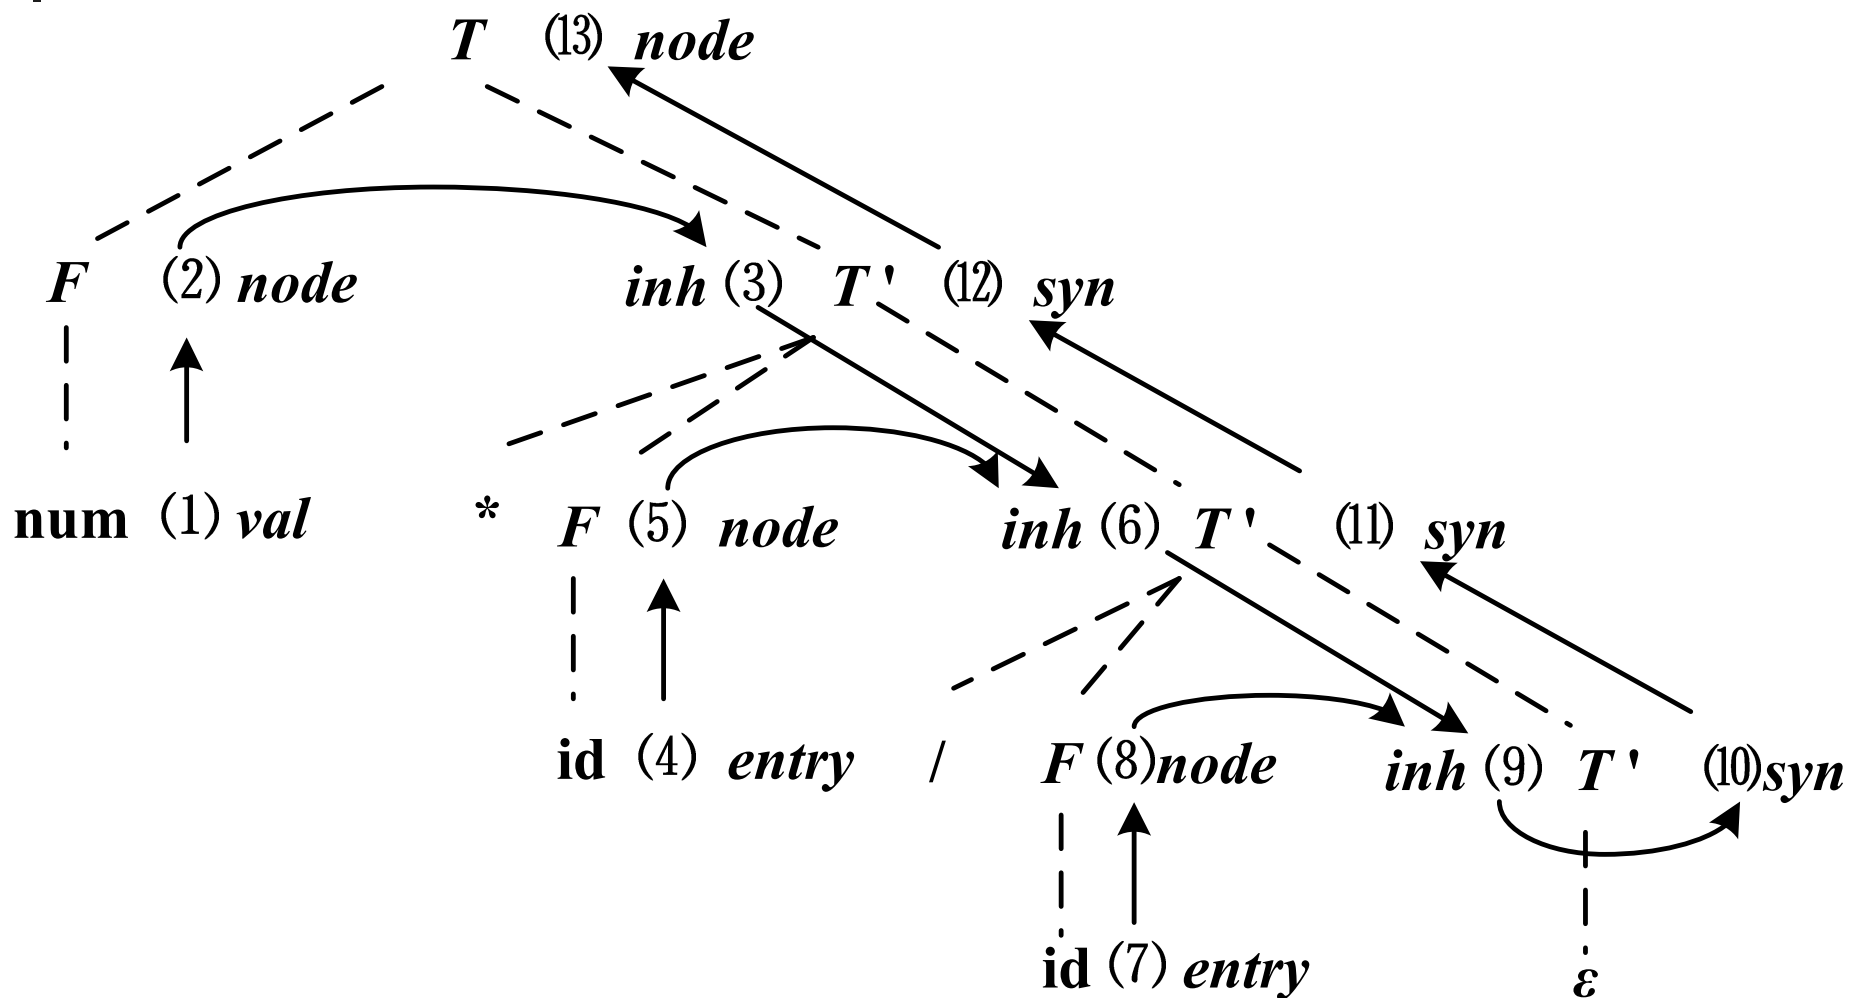 T (13) node
F (2) node inh (3) T ' (12) syn
num (1) val * F (5) node inh (6) T ' (11) syn
id (4) entry / F (8) node inh (9) T ' (10) syn
id (7) entry ε